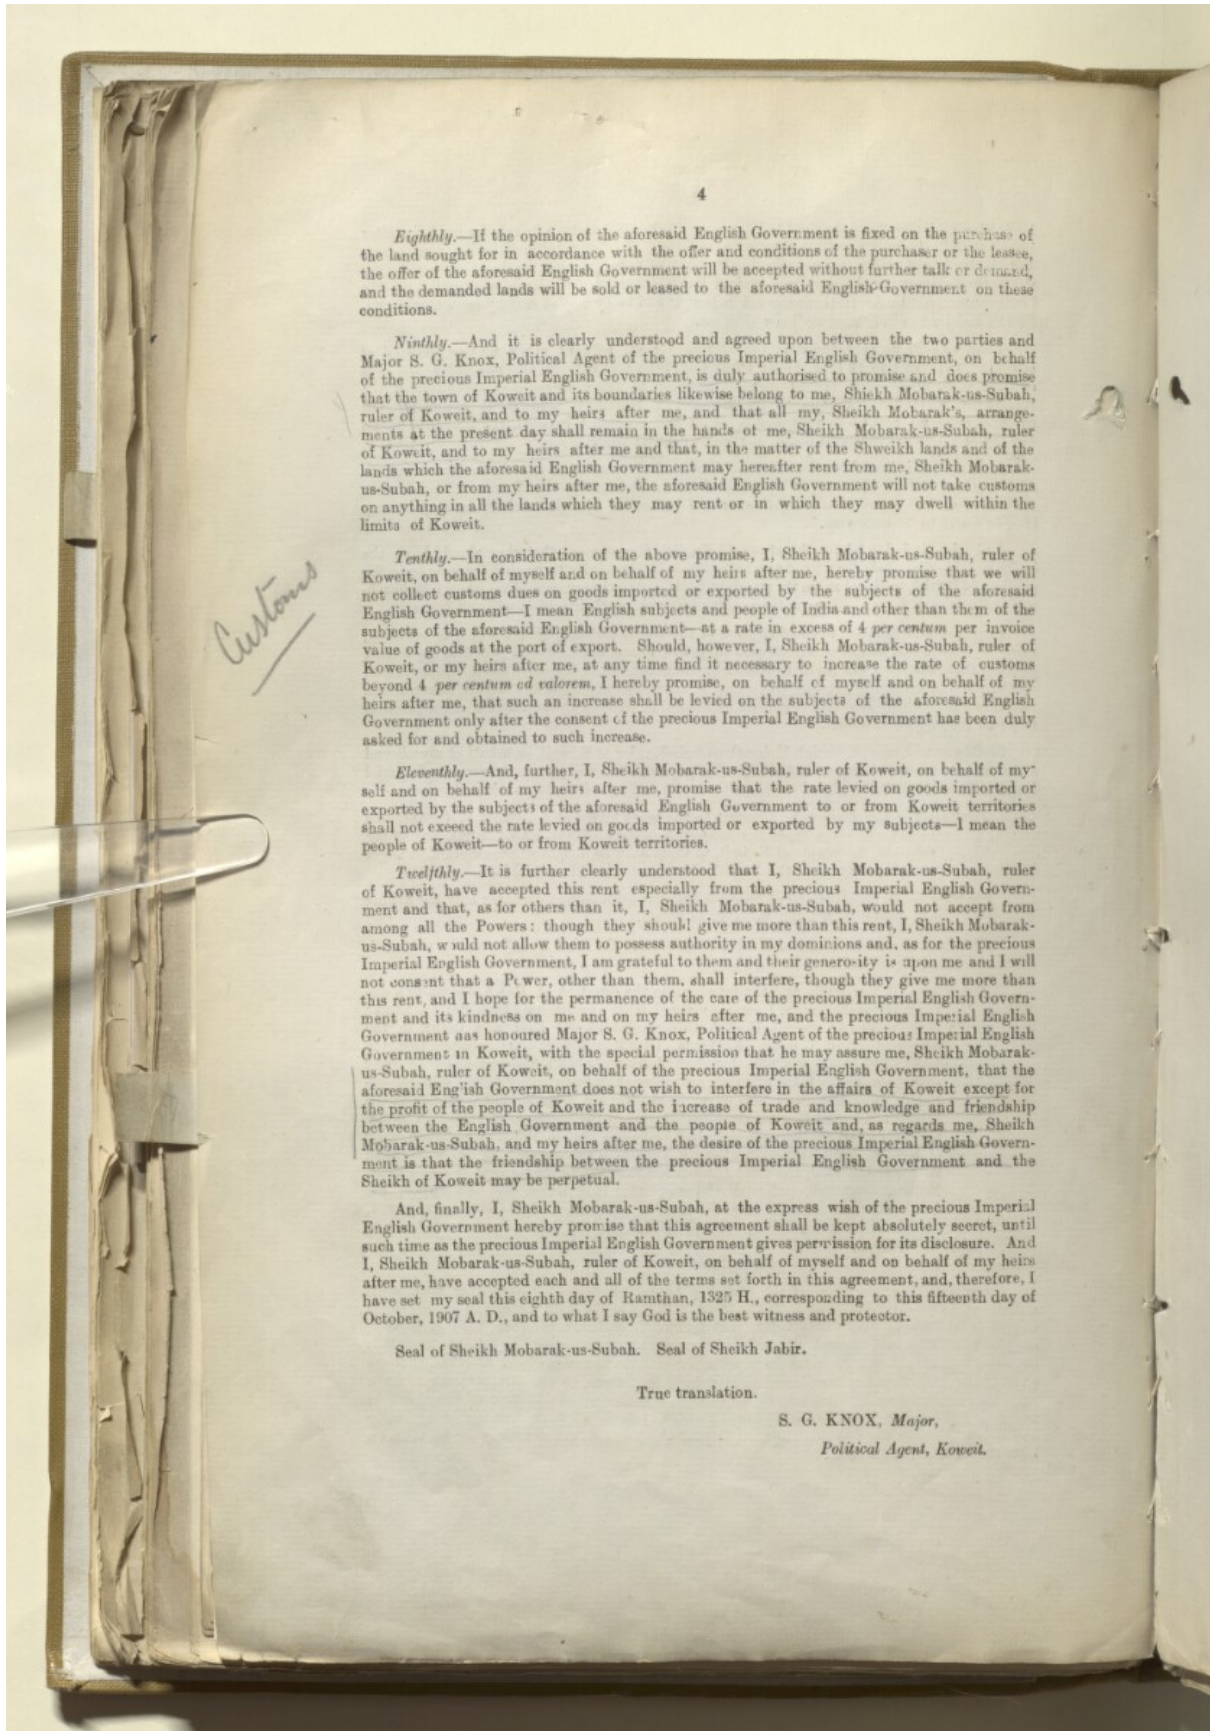 4
Eighthly.—If the opinion of the aforesaid English Government is fixed on the purchase of
the land sought for in accordance with the offer and conditions of the purchaser or the lessee,
the offer of the aforesaid English Government will be accepted without further talk or demand,
and the demanded lands will be sold or leased to the aforesaid English Government on these
conditions.
Ninthly.—And it is clearly understood and agreed upon between the two parties and
Major S. G. Knox, Political Agent of the precious Imperial English Government, on behalf
of the precious Imperial English Government, is duly authorised to promise and does promise
that the town of Koweit and its boundaries likewise belong to me, Shiekh Mobarak-us-Subah,
ruler of Koweit, and to my heirs after me, and that all my, Sheikh Mobarak's, arrange-
ments at the present day shall remain in the hands of me, Sheikh Mobarak-us-Subah, ruler
of Koweit, and to my heirs after me and that, in the matter of the Shweikh lands and of the
lands which the aforesaid English Government may hereafter rent from me, Sheikh Mobarak-
us-Subah, or from my heirs after me, the aforesaid English Government will not take customs
on anything in all the lands which they may rent or in which they may dwell within the
limits of Koweit.
Customs
Tenthly.—In consideration of the above promise, I, Sheikh Mobarak-us-Subah, ruler of
Koweit, on behalf of myself and on behalf of my heirs after me, hereby promise that we will
not collect customs dues on goods imported or exported by the subjects of the aforesaid
English Government—I mean English subjects and people of India and other than them of the
subjects of the aforesaid English Government—at a rate in excess of 4 per centum per invoice
value of goods at the port of export. Should, however, I, Sheikh Mobarak-us-Subah, ruler of
Koweit, or my heirs after me, at any time find it necessary to increase the rate of customs
beyond 4 per centum ad valorem, I hereby promise, on behalf of myself and on behalf of my
heirs after me, that such an increase shall be levied on the subjects of the aforesaid English
Government only after the consent of the precious Imperial English Government has been duly
asked for and obtained to such increase.
Eleventhly.—And, further, I, Sheikh Mobarak-us-Subah, ruler of Koweit, on behalf of my-
self and on behalf of my heirs after me, promise that the rate levied on goods imported or
exported by the subjects of the aforesaid English Government to or from Koweit territories
shall not exceed the rate levied on goods imported or exported by my subjects—I mean the
people of Koweit—to or from Koweit territories.
Twelfthly.—It is further clearly understood that I, Sheikh Mobarak-us-Subah, ruler
of Koweit, have accepted this rent especially from the precious Imperial English Govern-
ment and that, as for others than it, I, Sheikh Mobarak-us-Subah, would not accept from
among all the Powers: though they should give me more than this rent, I, Sheikh Mobarak-
us-Subah, would not allow them to possess authority in my dominions and, as for the precious
Imperial English Government, I am grateful to them and their generosity is upon me and I will
not consent that a Power, other than them, shall interfere, though they give me more than
this rent, and I hope for the permanence of the care of the precious Imperial English Govern-
ment and its kindness on me and on my heirs after me, and the precious Imperial English
Government has honoured Major S. G. Knox, Political Agent of the precious Imperial English
Government in Koweit, with the special permission that he may assure me, Sheikh Mobarak-
us-Subah, ruler of Koweit, on behalf of the precious Imperial English Government, that the
aforesaid English Government does not wish to interfere in the affairs of Koweit except for
the profit of the people of Koweit and the increase of trade and knowledge and friendship
between the English Government and the people of Koweit and, as regards me, Sheikh
Mobarak-us-Subah, and my heirs after me, the desire of the precious Imperial English Govern-
ment is that the friendship between the precious Imperial English Government and the
Sheikh of Koweit may be perpetual.
And, finally, I, Sheikh Mobarak-us-Subah, at the express wish of the precious Imperial
English Government hereby promise that this agreement shall be kept absolutely secret, until
such time as the precious Imperial English Government gives permission for its disclosure. And
I, Sheikh Mobarak-us-Subah, ruler of Koweit, on behalf of myself and on behalf of my heirs
after me, have accepted each and all of the terms set forth in this agreement, and, therefore, I
have set my seal this eighth day of Ramthan, 1325 H., corresponding to this fifteenth day of
October, 1907 A. D., and to what I say God is the best witness and protector.
Seal of Sheikh Mobarak-us-Subah. Seal of Sheikh Jabir.
True translation.
S. G. KNOX, Major,
Political Agent, Koweit.